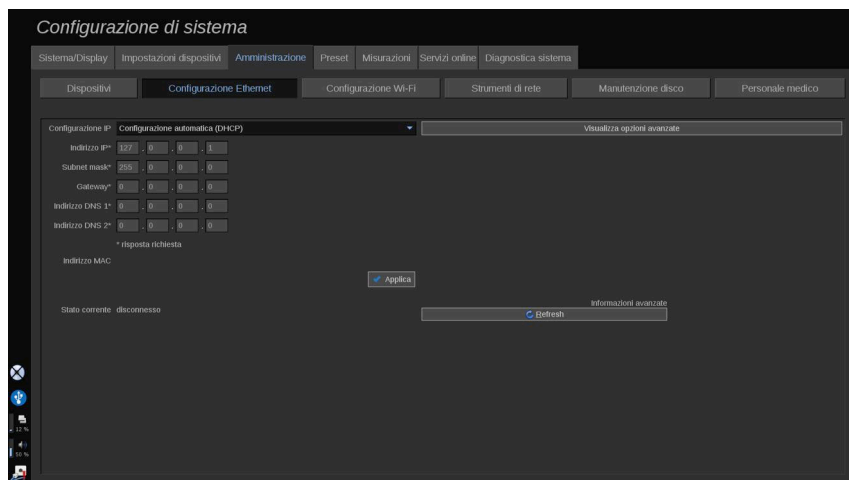 Configurazione di sistema
Sistema/Display Impostazioni dispositivi Amministrazione Preset Misurazioni Servizi online Diagnostica sistema
Dispositivi Configurazione Ethernet Configurazione Wi-Fi Strumenti di rete Manutenzione disco Personale medico
Configurazione IP Configurazione automatica (DHCP) Visualizza opzioni avanzate
Indirizzo IP* 127 . 0 . 0 . 1
Subnet mask* 255 . 0 . 0 . 0
Gateway* 0 . 0 . 0 . 0
Indirizzo DNS 1* 0 . 0 . 0 . 0
Indirizzo DNS 2* 0 . 0 . 0 . 0
* risposta richiesta
Indirizzo MAC
Applica
Informazioni avanzate
Stato corrente disconnesso
Refresh
12 %
50 %